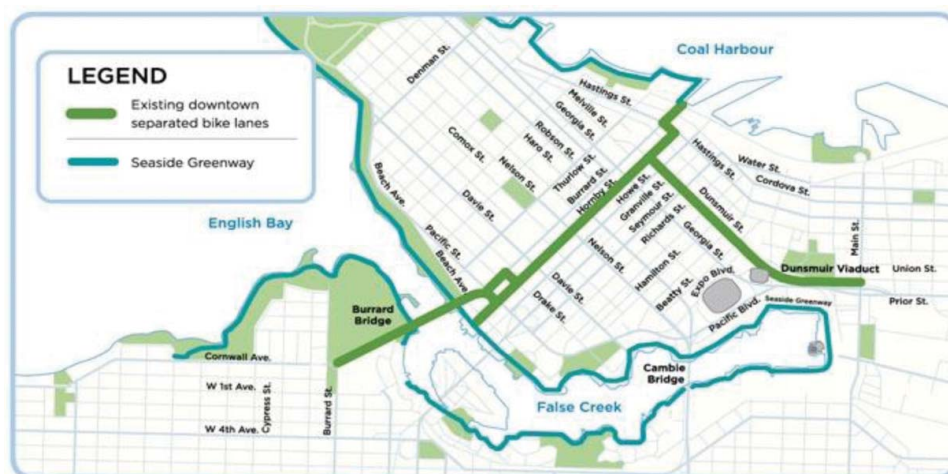 LEGEND
Existing downtown
separated bike lanes
Seaside Greenway
Coal Harbour
Denman St.
Hastings St.
Melville St.
Georgia St.
Robson St.
Haro St.
Comox St.
Nelson St.
Thurlow St.
Burrard St.
Hornby St.
Hastings St.
Water St.
Cordova St.
Beach Ave.
Davie St.
Howe St.
Granville St.
Seymour St.
Richards St.
Dunsmuir St.
English Bay
Pacific St.
Beach Ave.
Nelson St.
Georgia St.
Main St.
Hamilton St.
Expo Blvd.
Dunsmuir Viaduct
Union St.
Davie St.
Beatty St.
Drake St.
Pacific Blvd.
Seaside Greenway
Prior St.
Burrard
Bridge
Cornwall Ave.
Cambie
Bridge
W 1st Ave.
Cypress St.
Burrard St.
False Creek
W 4th Ave.